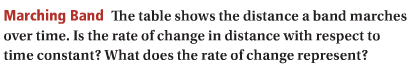 Marching Band The table shows the distance a band marches
over time. Is the rate of change in distance with respect to
time constant? What does the rate of change represent?